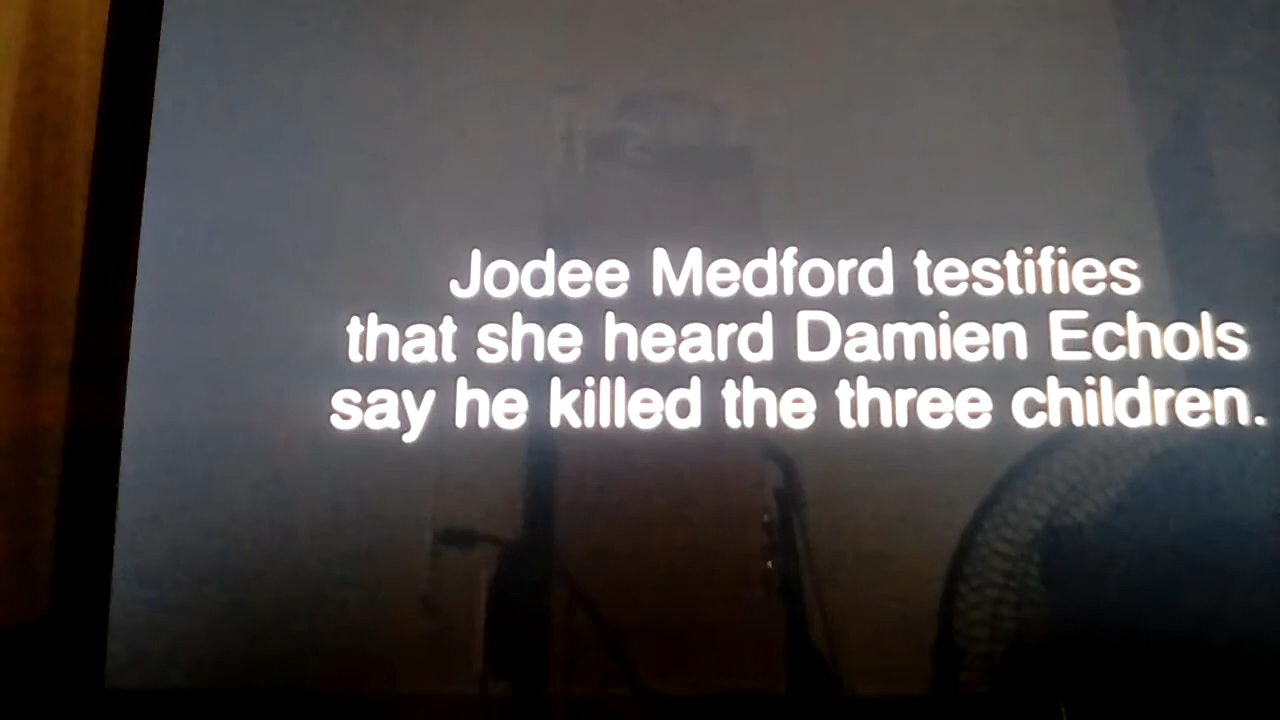 Jodee Medford testifies
that she heard Damien Echols
say he killed the three children.